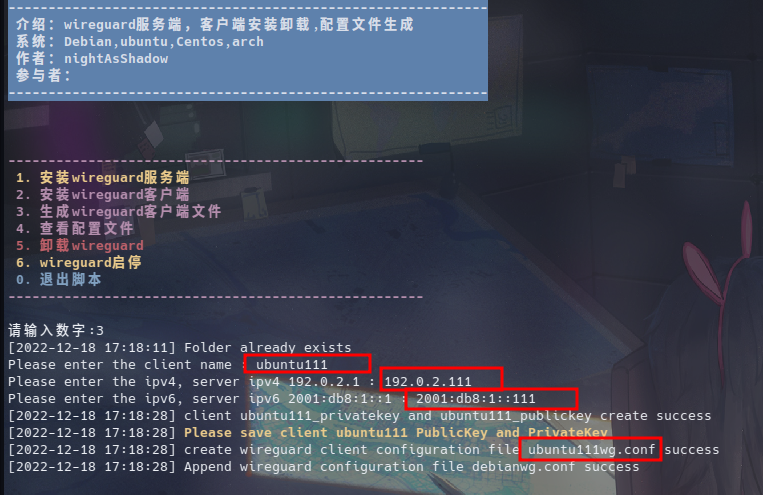 ------------------------------------------------------------
介绍: wireguard服务端, 客户端安装卸载,配置文件生成
系统: Debian,ubuntu,Centos,arch
作者: nightAsShadow
参与者:
------------------------------------------------------------
----------------------------------------------------
1. 安装wireguard服务端
2. 安装wireguard客户端
3. 生成wireguard客户端文件
4. 查看配置文件
5. 卸载wireguard
6. wireguard启停
0. 退出脚本
----------------------------------------------------
请输入数字:3
[2022-12-18 17:18:11] Folder already exists
Please enter the client name : ubuntu111
Please enter the ipv4, server ipv4 192.0.2.1 : 192.0.2.111
Please enter the ipv6, server ipv6 2001:db8:1::1 : 2001:db8:1::111
[2022-12-18 17:18:28] client ubuntu111_privatekey end ubuntu111_publickey create success
[2022-12-18 17:18:28] Please save client ubuntu111 PublicKey and PrivateKey
[2022-12-18 17:18:28] create wireguard client configuration file ubuntu111wg.conf success
[2022-12-18 17:18:28] Append wireguard configuration file debianwg.conf success